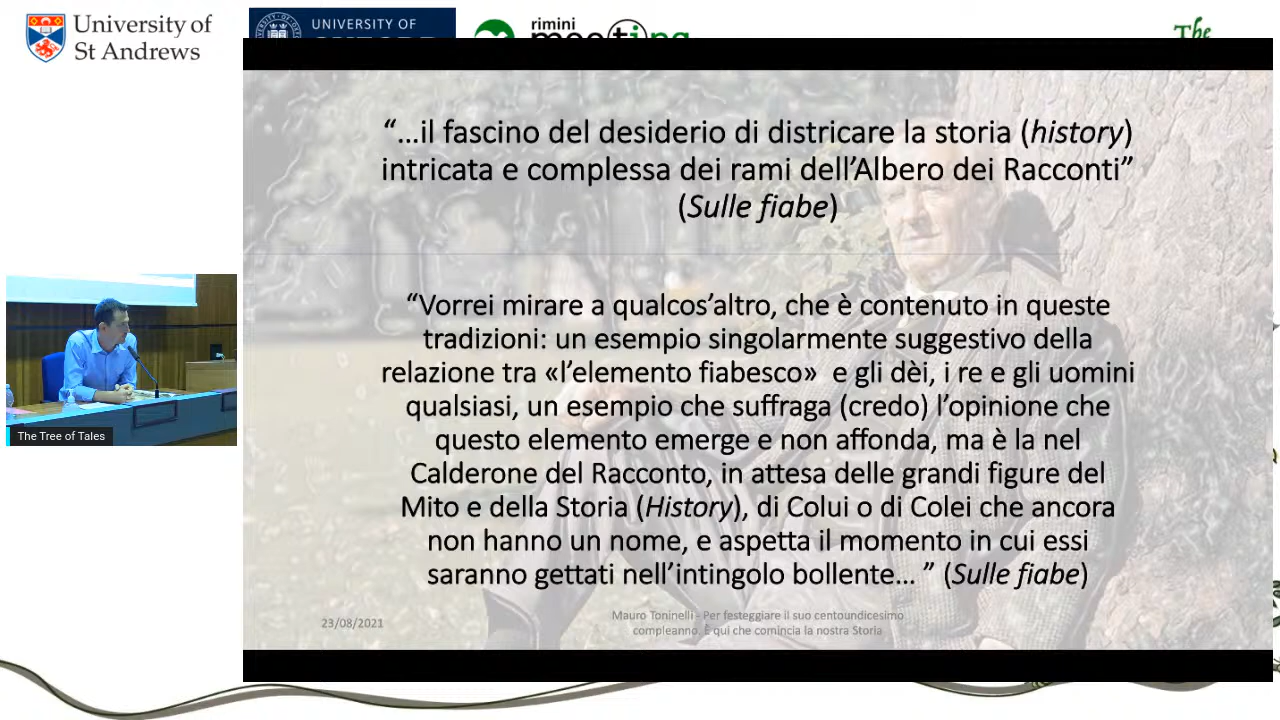 University of
St Andrews
UNIVERSITY OF
rimini
meeting
The
“…il fascino del desiderio di districare la storia (history)
intricata e complessa dei rami dell’Albero dei Racconti”
(Sulle fiabe)
“Vorrei mirare a qualcos’altro, che è contenuto in queste
tradizioni: un esempio singolarmente suggestivo della
relazione tra «l’elemento fiabesco» e gli dèi, i re e gli uomini
qualsiasi, un esempio che suffraga (credo) l’opinione che
questo elemento emerge e non affonda, ma è la nel
Calderone del Racconto, in attesa delle grandi figure del
Mito e della Storia (History), di Colui o di Colei che ancora
non hanno un nome, e aspetta il momento in cui essi
saranno gettati nell’intingolo bollente… ” (Sulle fiabe)
The Tree of Tales
23/08/2021
Mauro Toninelli - Per festeggiare il suo centoundicesimo
compleanno. È qui che comincia la nostra Storia